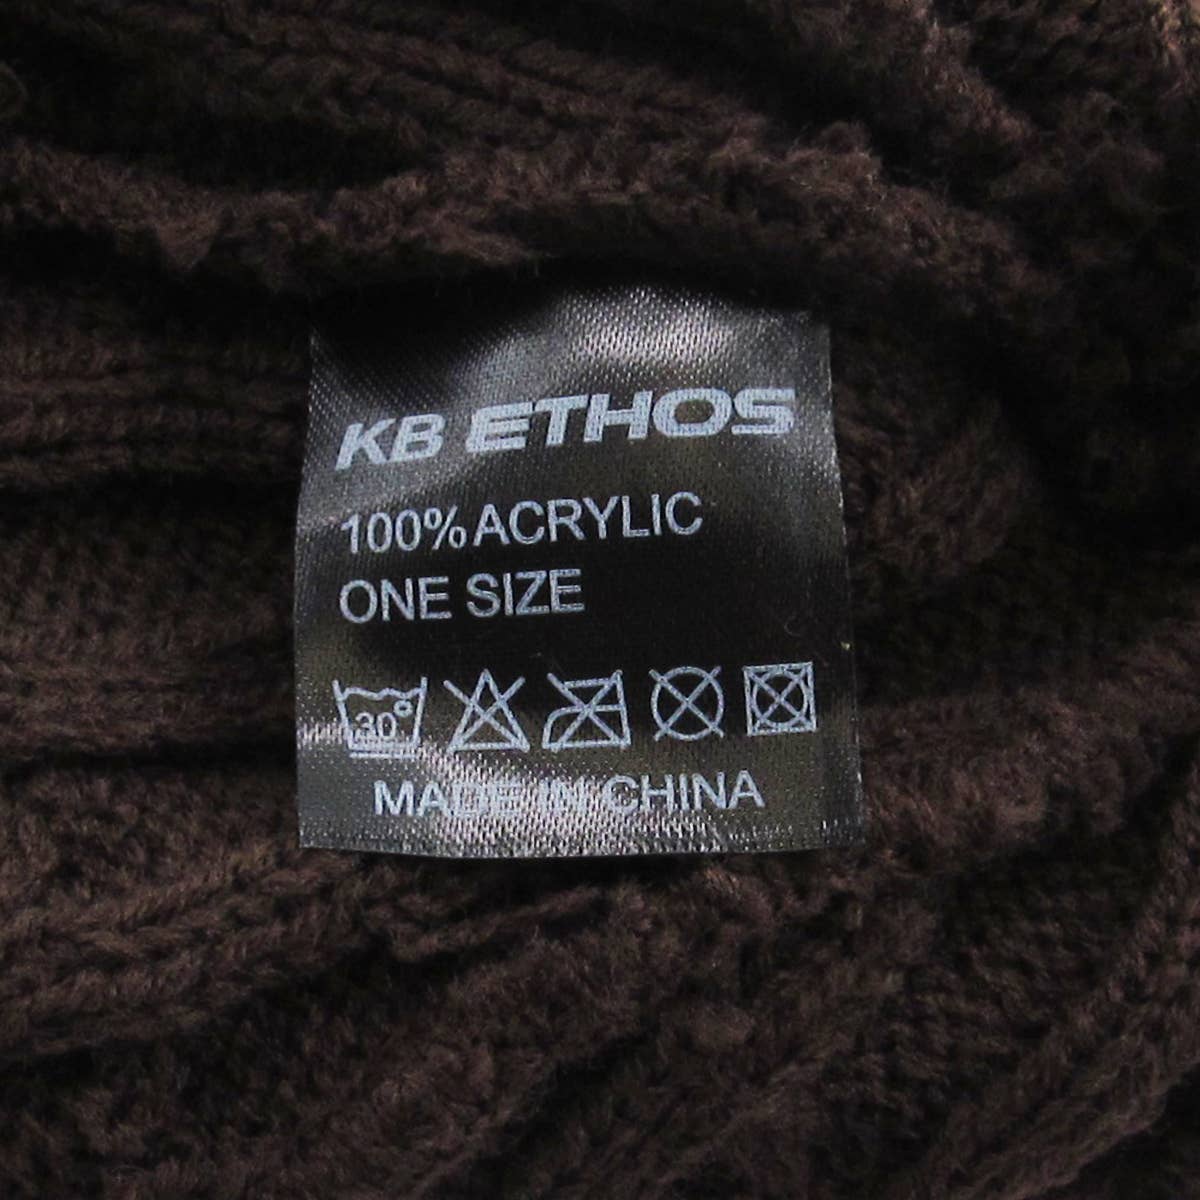 KB ETHOS
100% ACRYLIC
ONE SIZE
30°
MADE IN CHINA